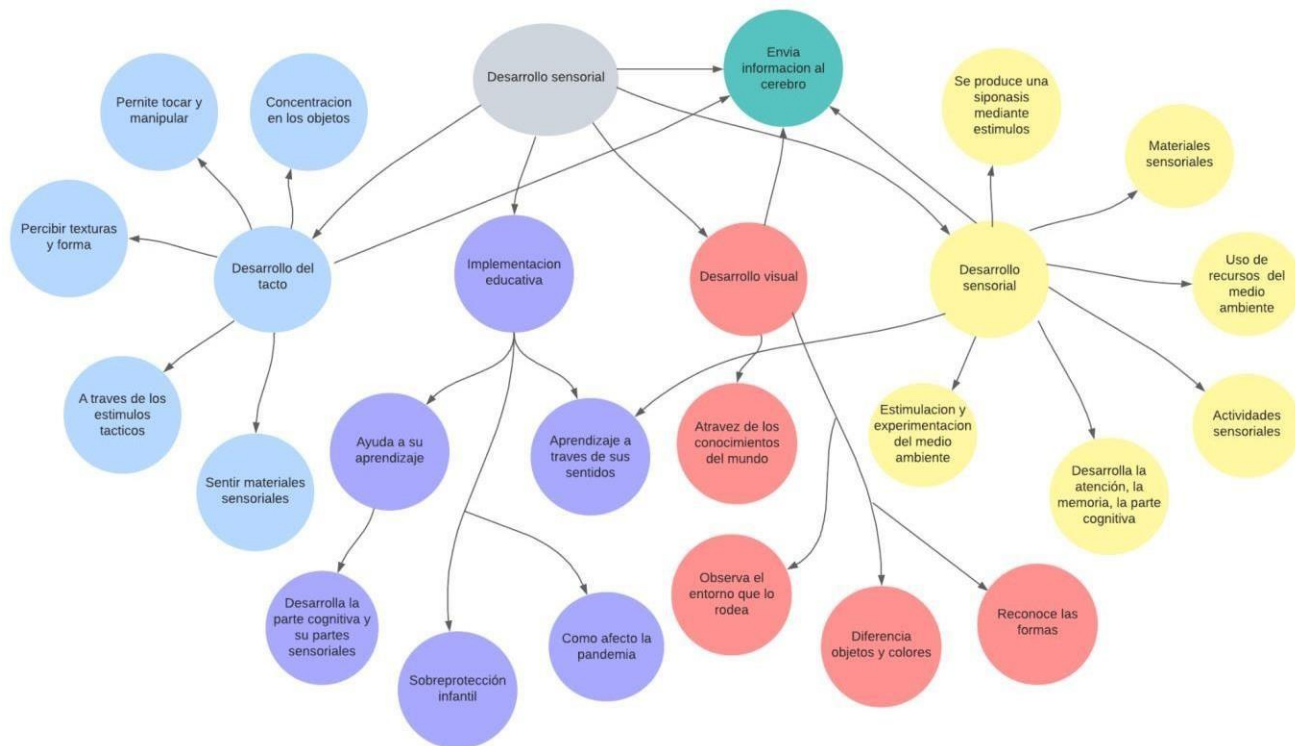 Desarrollo sensorial
Envia
informacion al
cerebro
Pernite tocar y
manipular
Concentracion
en los objetos
Se produce una
siponasis
mediante
estimulos
Materiales
sensoriales
Percibir texturas
y forma
Desarrollo del
tacto
Implementacion
educativa
Desarrollo visual
Desarrollo
sensorial
Uso de
recursos del
medio
ambiente
A traves de los
estimulos
tacticos
Sentir materiales
sensoriales
Ayuda a su
aprendizaje
Aprendizaje a
traves de sus
sentidos
Atravez de los
conocimientos
del mundo
Estimulacion y
experimentacion
del medio
ambiente
Desarrolla la
atención, la
memoria, la parte
cognitiva
Actividades
sensoriales
Desarrolla la
parte cognitiva y
su partes
sensoriales
Sobreprotección
infantil
Como afecto la
pandemia
Observa el
entorno que lo
rodea
Diferencia
objetos y colores
Reconoce las
formas